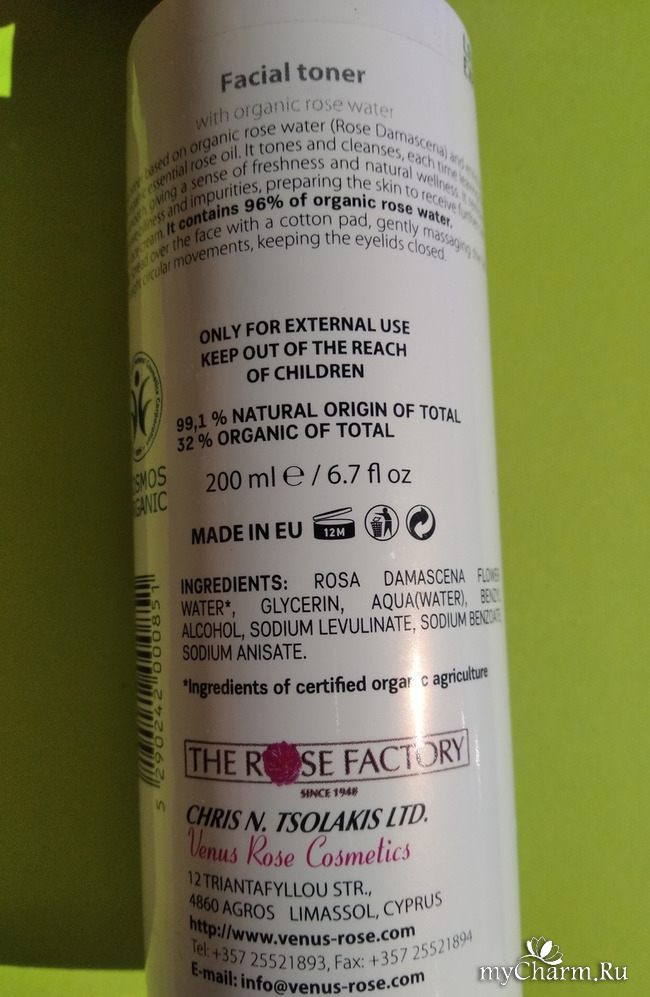 Facial toner
with organic rose water
based on organic rose water (Rose Damascena) and
essential rose oil. It tones and cleanses, each time
giving a sense of freshness and natural wellness. It
and impurities, preparing the skin to receive
cream. It contains 96% of organic rose water.
over the face with a cotton pad, gently massaging
circular movements, keeping the eyelids closed.
ONLY FOR EXTERNAL USE
KEEP OUT OF THE REACH
OF CHILDREN
99,1 % NATURAL ORIGIN OF TOTAL
32 % ORGANIC OF TOTAL
OSMOS
RGANIC
200 ml ℮ / 6.7 fl oz
MADE IN EU 12M
INGREDIENTS: ROSA DAMASCENA FLOWER
WATER*, GLYCERIN, AQUA(WATER), BENZYL
ALCOHOL, SODIUM LEVULINATE, SODIUM BENZOATE,
SODIUM ANISATE.
*Ingredients of certified organic agriculture
5 290242 000851
THE ROSE FACTORY
SINCE 1948
CHRIS N. TSOLAKIS LTD.
Venus Rose Cosmetics
12 TRIANTAFYLLOU STR.,
4860 AGROS LIMASSOL, CYPRUS
http://www.venus-rose.com
Tel: +357 25521893, Fax: +357 25521894
E-mail: info@venus-rose.com
myCharm.Ru